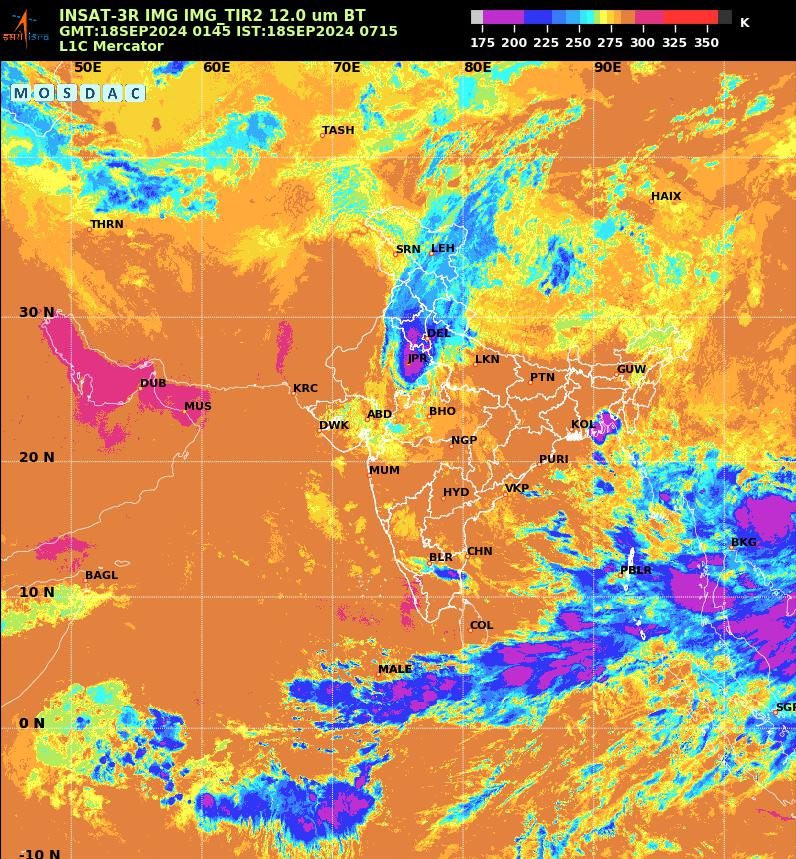 INSAT-3R IMG IMG_TIR2 12.0 um BT
GMT:18SEP2024 0145 IST:18SEP2024 0715
L1C Mercator
K
175 200 225 250 275 300 325 350
50E 60E 70E 80E 90E
MOSDAC
TASH
HAIX
THRN
SRN LEH
30 N
DEL
JPR LKN
GUW
PTN
DUB
KRC
MUS
ABD BHO
DWK KOL
NGP
20 N PURI
MUM
HYD VKP
BKG
BLR CHN
BAGL PBLR
10 N
COL
MALE
SGP
0 N
-10 N